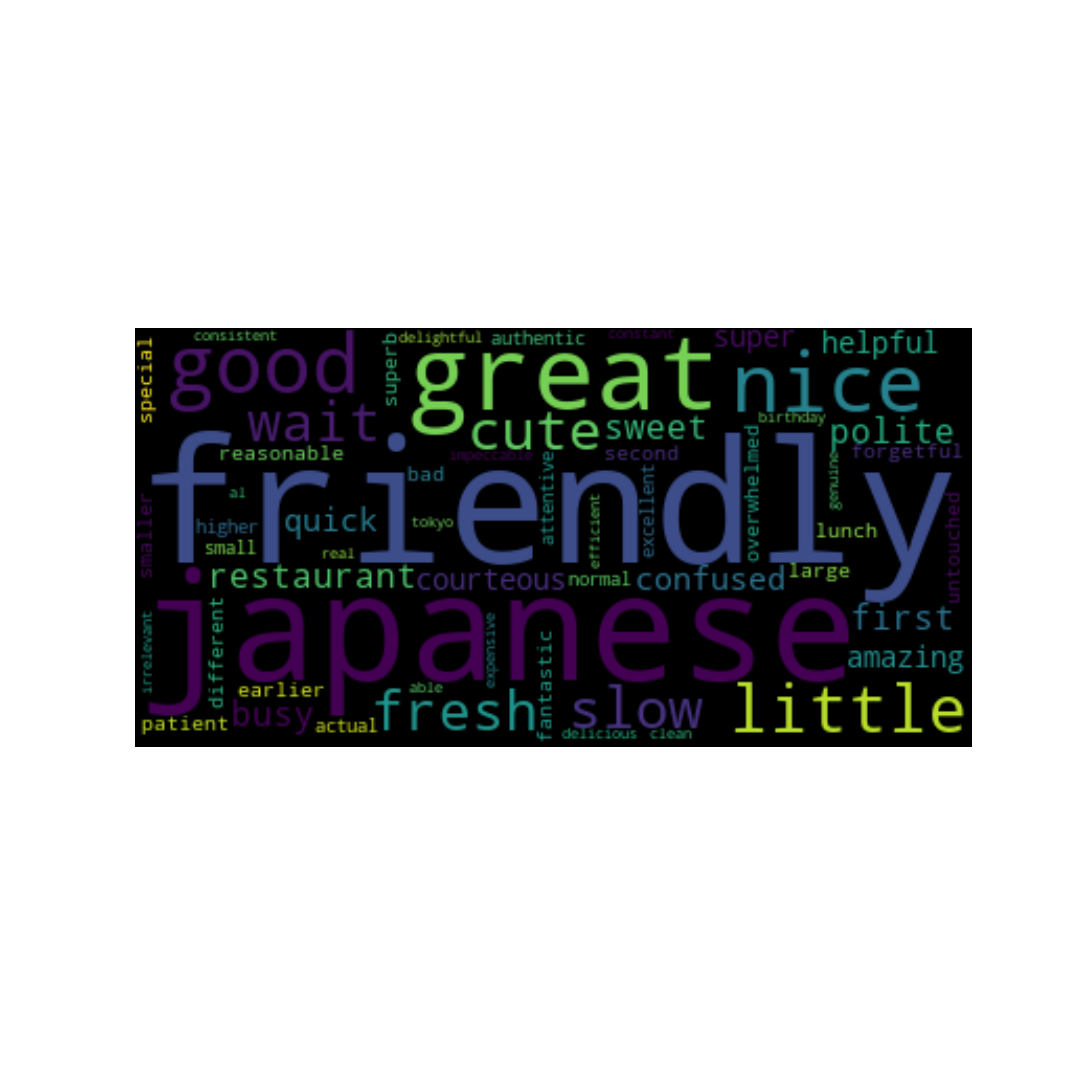 consistent
delightful
authentic
constant
super
helpful
special
good
superb
great
nice
wait
cute
sweet
birthday
polite
reasonable
impeccable
second
forgetful
friendly
bad
attentive
excellent
overwhelmed
genuine
smaller
al
higher
quick
tokyo
efficient
lunch
untouched
small
real
restaurant
courteous
normal
confused
large
japanese
first
irrelevant
different
expensive
fantastic
amazing
earlier
able
patient
busy
actual
fresh
slow
little
delicious
clean